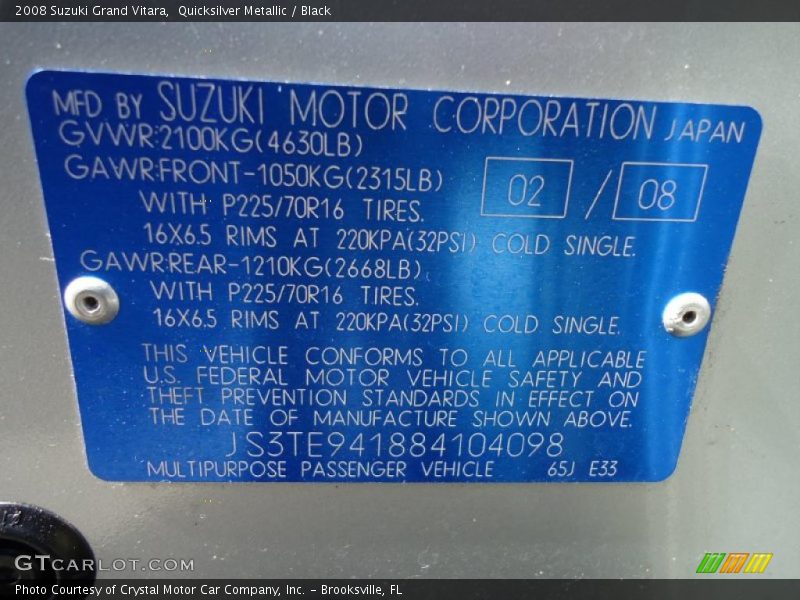 2008 Suzuki Grand Vitara, Quicksilver Metallic / Black
MFD BY SUZUKI MOTOR CORPORATION JAPAN
GVWR:2100KG(4630LB)
GAWR:FRONT-1050KG(2315LB)
02 / 08
WITH P225/70R16 TIRES.
16X6.5 RIMS AT 220KPA(32PSI) COLD SINGLE.
GAWR:REAR-1210KG(2668LB)
WITH P225/70R16 TIRES.
16X6.5 RIMS AT 220KPA(32PSI) COLD SINGLE.
THIS VEHICLE CONFORMS TO ALL APPLICABLE
U.S. FEDERAL MOTOR VEHICLE SAFETY AND
THEFT PREVENTION STANDARDS IN EFFECT ON
THE DATE OF MANUFACTURE SHOWN ABOVE.
JS3TE941884104098
MULTIPURPOSE PASSENGER VEHICLE 65J E33
GTCARLOT.COM
Photo Courtesy of Crystal Motor Car Company, Inc. – Brooksville, FL